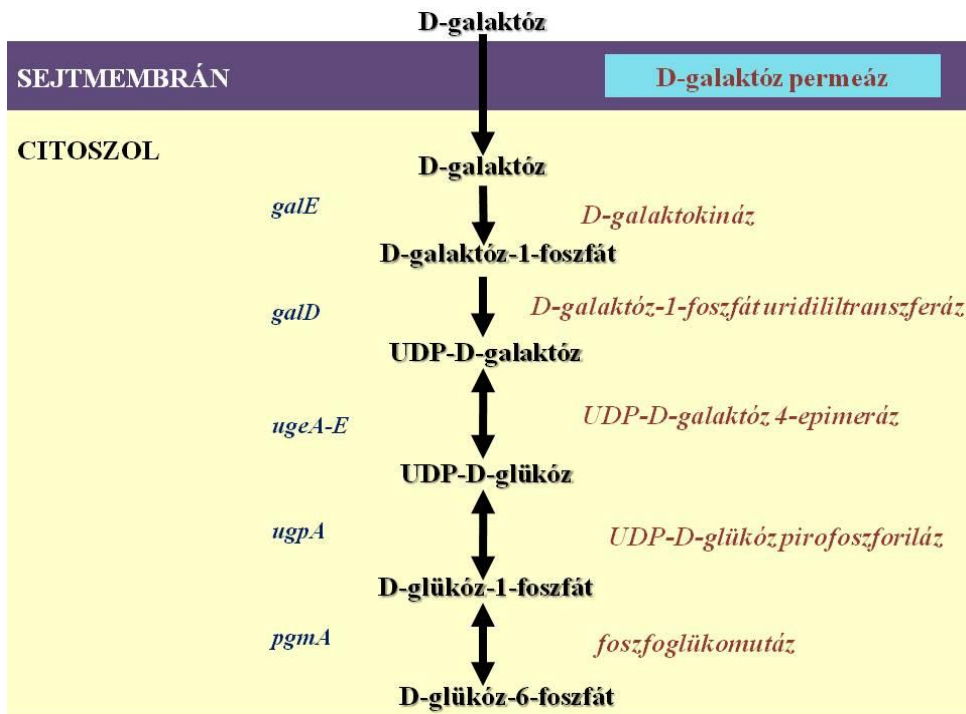 D-galaktóz
SEJTMEMBRÁN
D-galaktóz permeáz
CITOSZOL
D-galaktóz
galE
D-galaktokináz
D-galaktóz-1-foszfát
galD
D-galaktóz-1-foszfát uridililtranszferáz
UDP-D-galaktóz
ugeA-E
UDP-D-galaktóz 4-epimeráz
UDP-D-glükóz
ugpA
UDP-D-glükóz pirofoszforiláz
D-glükóz-1-foszfát
pgmA
foszfoglükomutáz
D-glükóz-6-foszfát